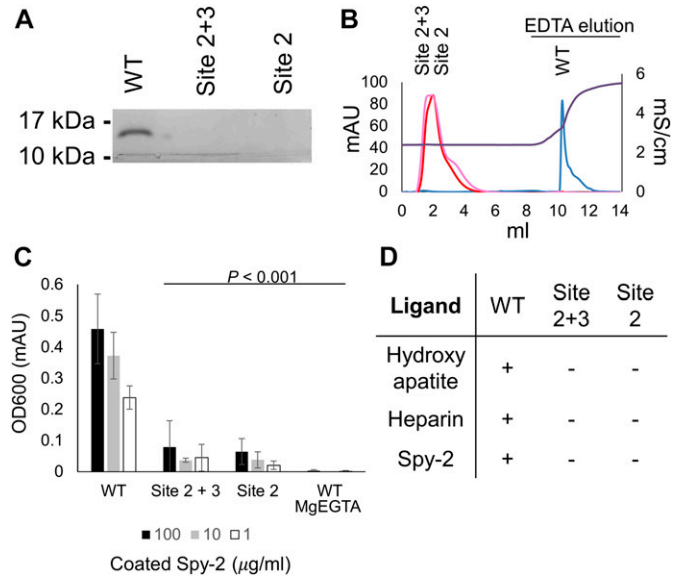 A
WT
Site 2+3
Site 2
17 kDa -
10 kDa -
B
Site 2+3
Site 2
EDTA elution
WT
100
80
60
40
20
0
mAU
6
4
2
0
mS/cm
0 2 4 6 8 10 12 14
ml
C
P < 0.001
0.6
0.5
0.4
0.3
0.2
0.1
0
OD600 (mAU)
WT Site 2 + 3 Site 2 WT
MgEGTA
100 10 1
Coated Spy-2 (µg/ml)
D
Ligand WT Site 2+3 Site 2
Hydroxy
apatite + - -
Heparin + - -
Spy-2 + - -